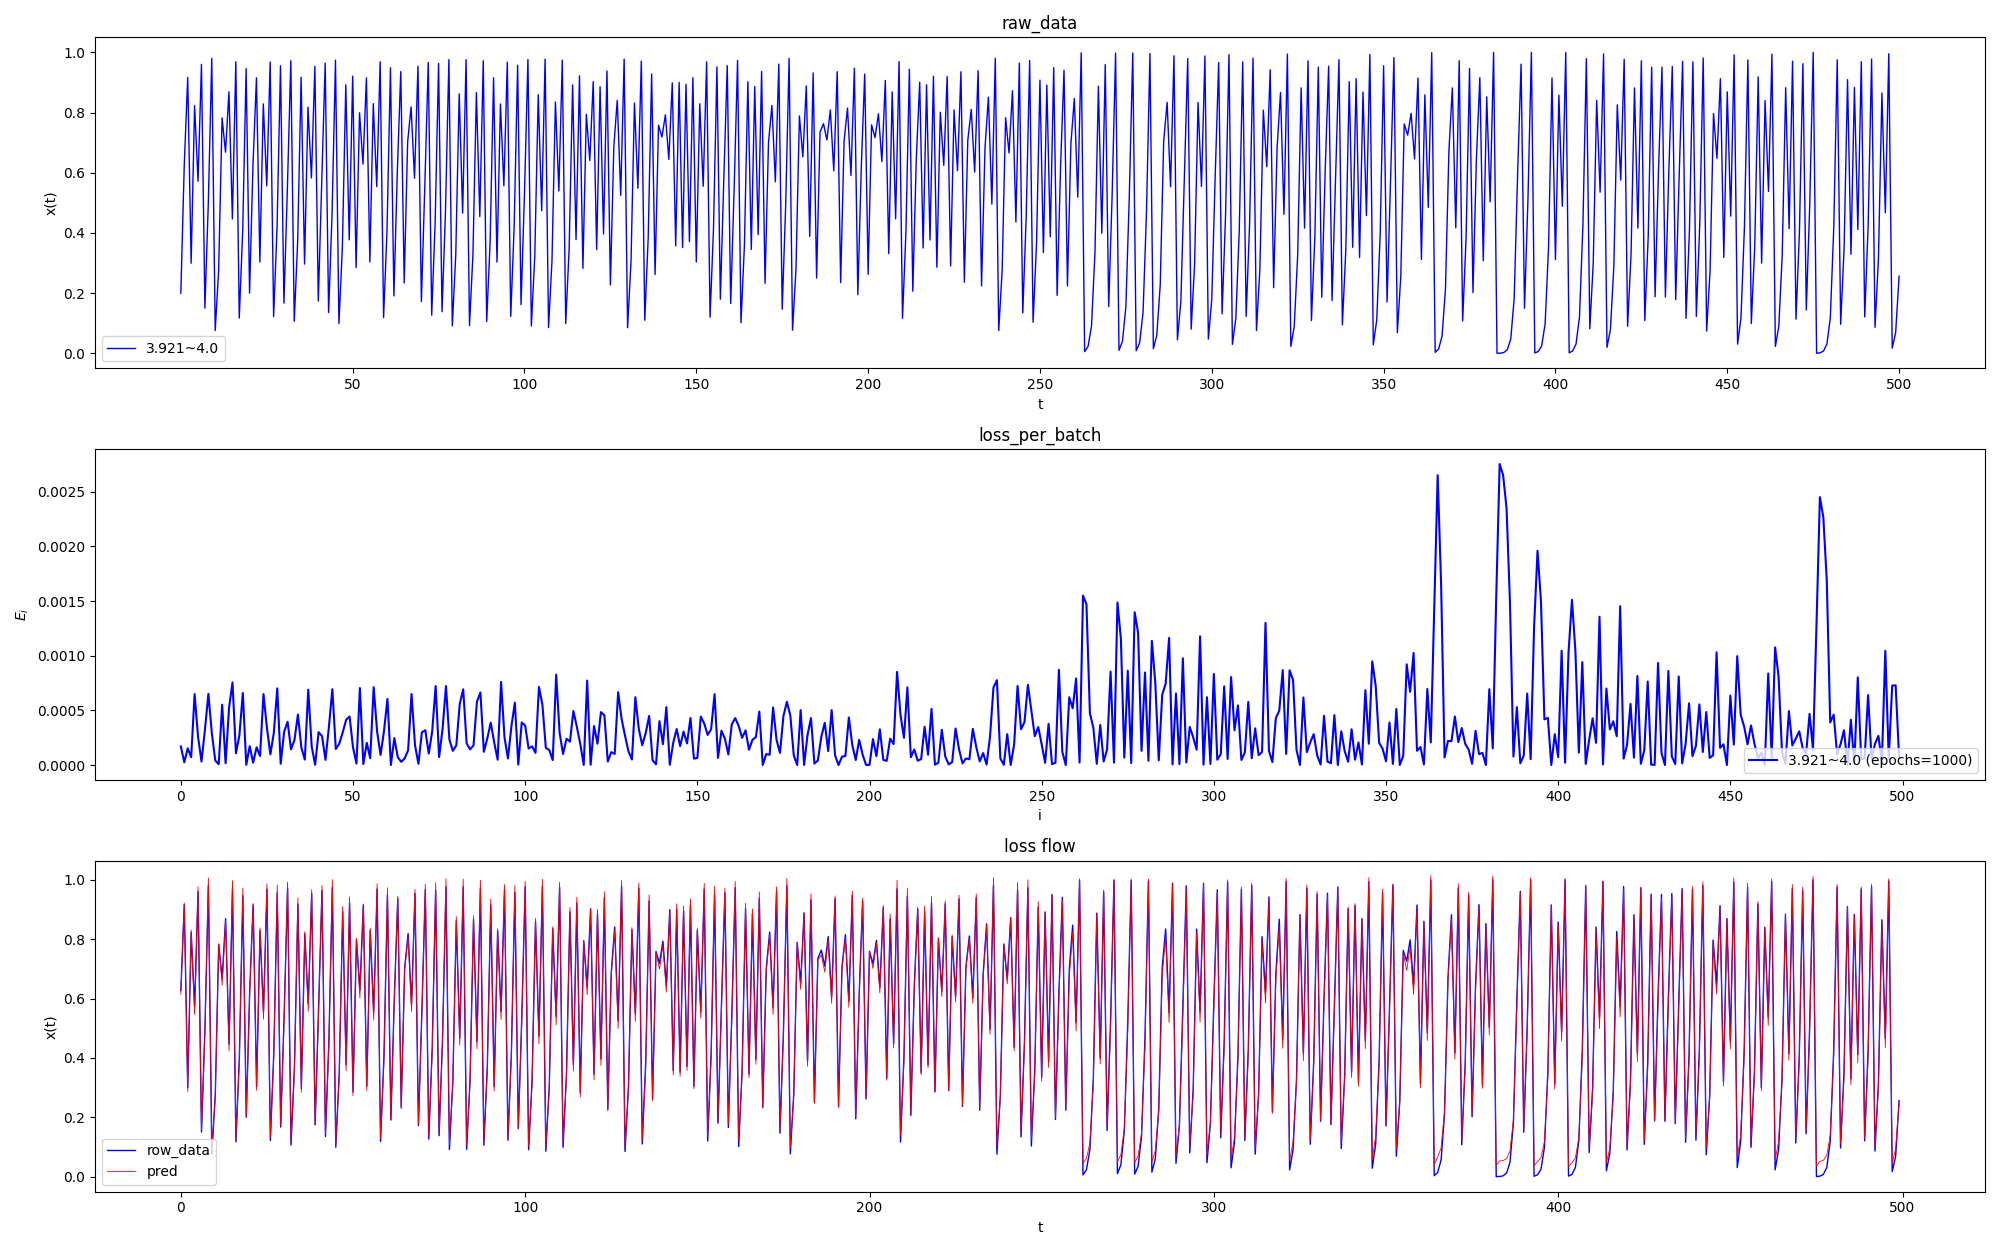 raw_data
1.0
0.8
0.6
0.4
0.2
0.0
x(t)
3.921~4.0
50 100 150 200 250 300 350 400 450 500
t
loss_per_batch
0.0025
0.0020
0.0015
0.0010
0.0005
0.0000
E_i
3.921~4.0 (epochs=1000)
0 50 100 150 200 250 300 350 400 450 500
i
loss flow
1.0
0.8
0.6
0.4
0.2
0.0
x(t)
row_data
pred
0 100 200 300 400 500
t